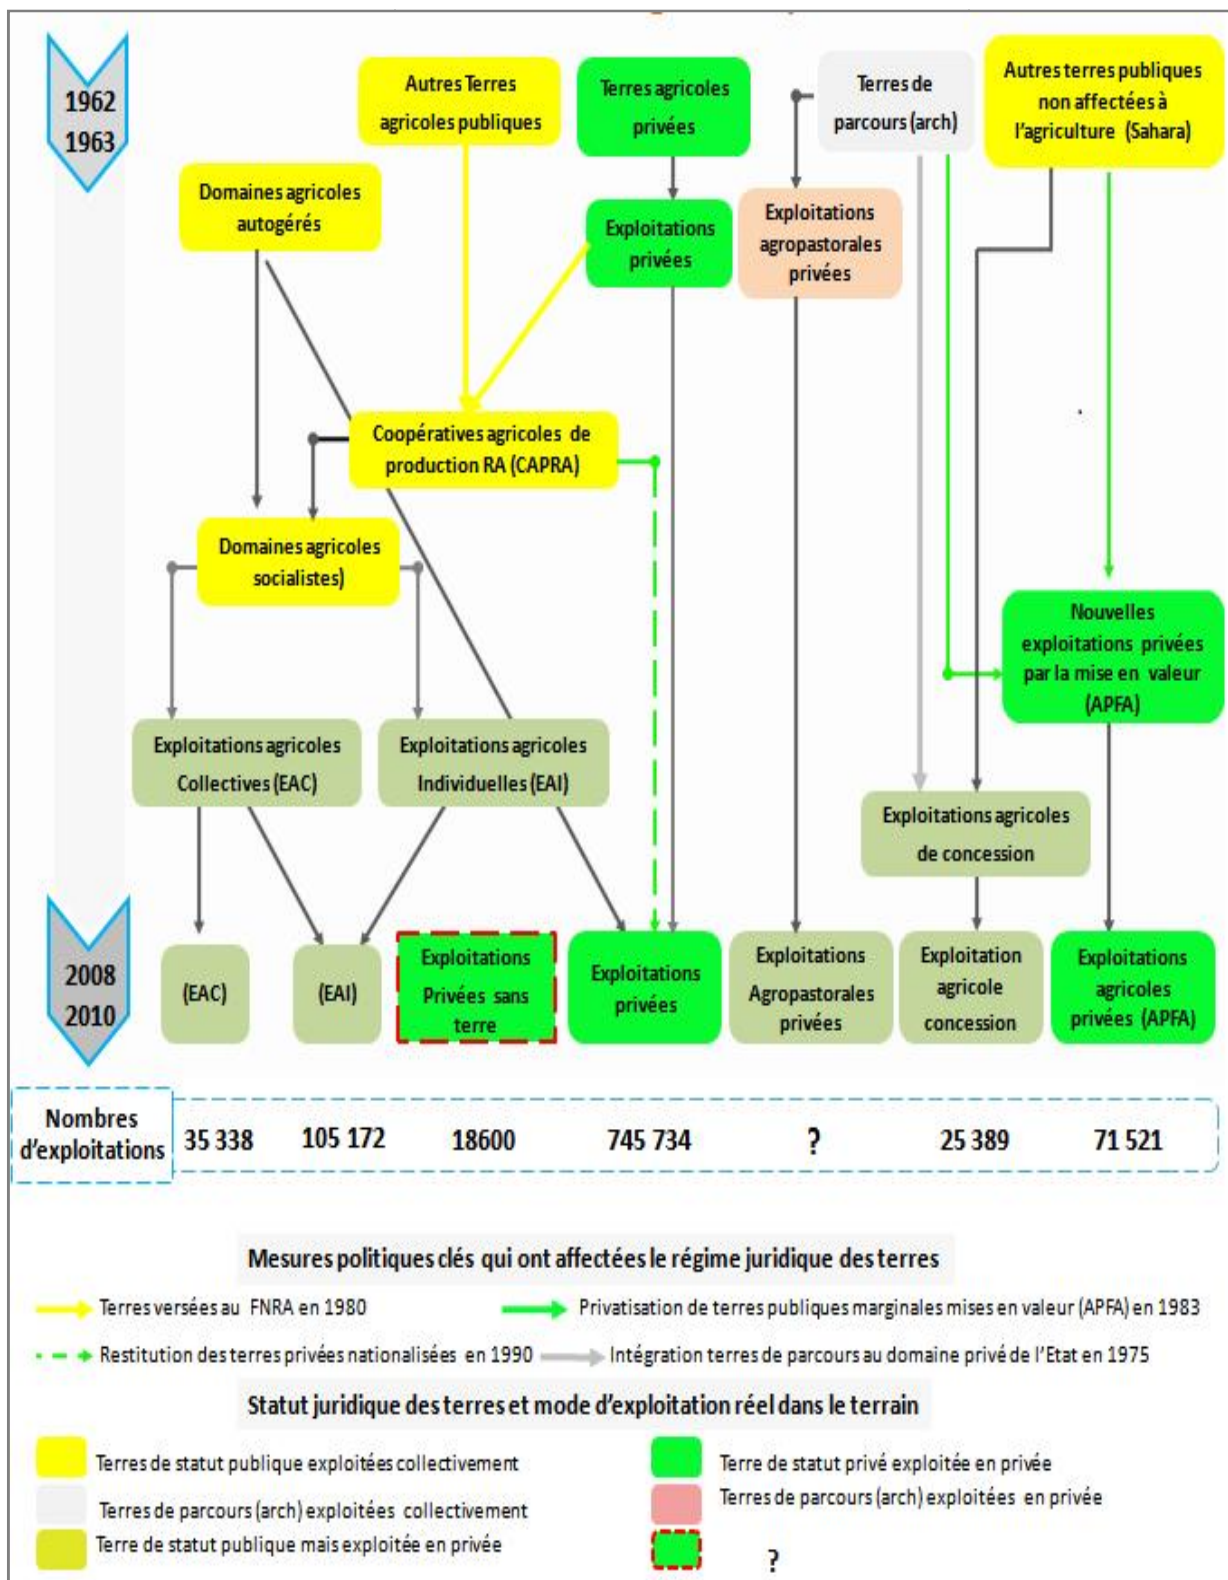 1962
1963
Autres Terres
agricoles publiques
Terres agricoles
privées
Terres de
parcours (arch)
Autres terres publiques
non affectées à
l'agriculture (Sahara)
Domaines agricoles
autogérés
Exploitations
privées
Exploitations
agropastorales
privées
Coopératives agricoles de
production RA (CAPRA)
Domaines agricoles
socialistes)
Nouvelles
exploitations privées
par la mise en valeur
(APFA)
Exploitations agricoles
Collectives (EAC)
Exploitations agricoles
Individuelles (EAI)
Exploitations agricoles
de concession
2008
2010
(EAC)
(EAI)
Exploitations
Privées sans
terre
Exploitations
privées
Exploitations
Agropastorales
privées
Exploitation
agricole
concession
Exploitations
agricoles
privées (APFA)
Nombres
d'exploitations
35 338
105 172
18600
745 734
?
25 389
71 521
Mesures politiques clés qui ont affectées le régime juridique des terres
Terres versées au FNRA en 1980
Privatisation de terres publiques marginales mises en valeur (APFA) en 1983
Restitution des terres privées nationalisées en 1990
Intégration terres de parcours au domaine privé de l'Etat en 1975
Statut juridique des terres et mode d'exploitation réel dans le terrain
Terres de statut publique exploitées collectivement
Terre de statut privé exploitée en privée
Terres de parcours (arch) exploitées collectivement
Terres de parcours (arch) exploitées en privée
Terre de statut publique mais exploitée en privée
?